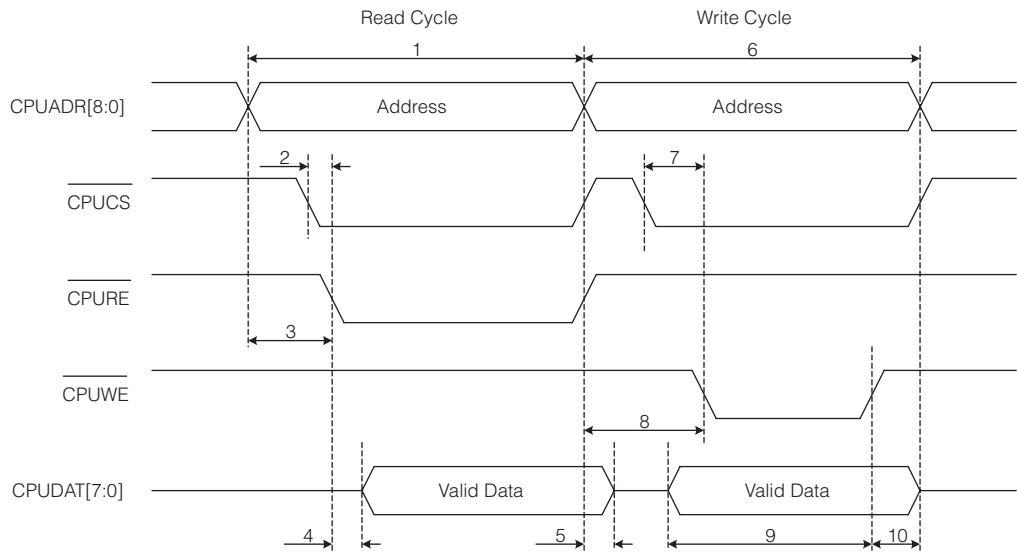 Read Cycle Write Cycle
1 6
CPUADR[8:0] Address Address
2 7
CPUCS
CPURE
3
CPUWE
8
CPUDAT[7:0] Valid Data Valid Data
4 5 9 10